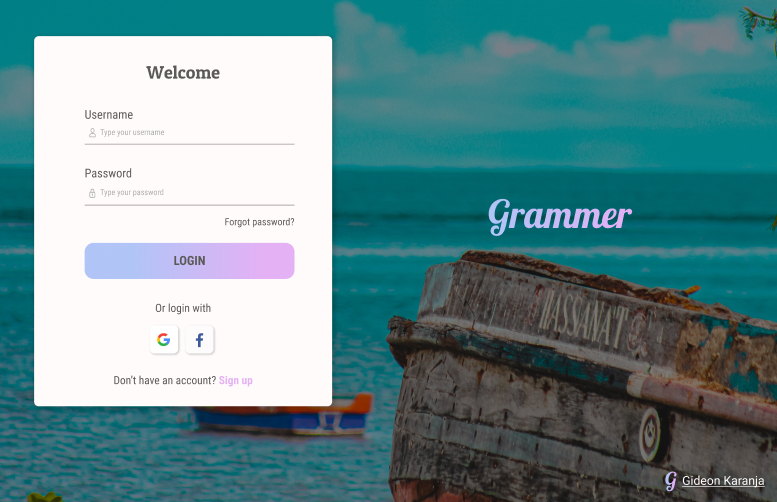 Welcome
Username
Type your username
Password
Type your password
Forgot password?
LOGIN
Or login with
Don't have an account? Sign up
Grammer
HASSANAT
G Gideon Karanja